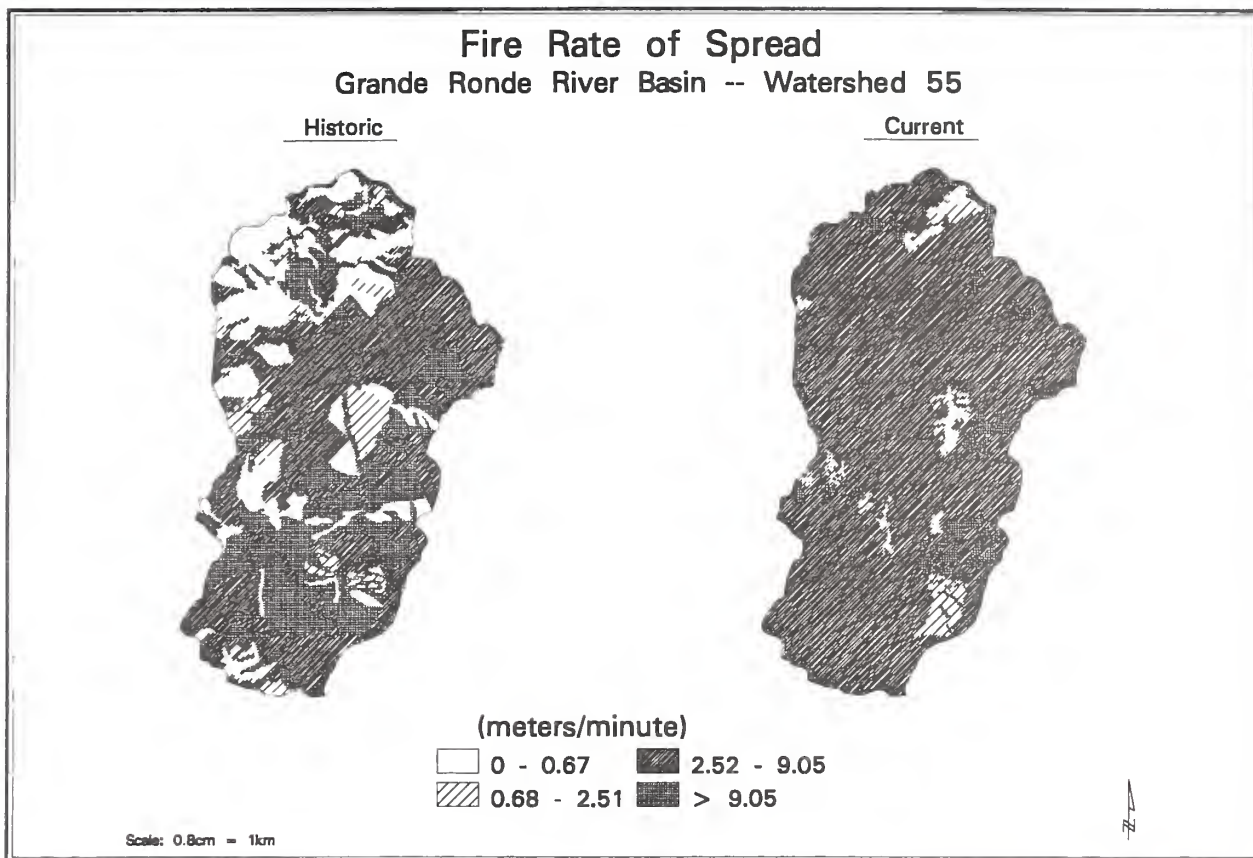 Fire Rate of Spread
Grande Ronde River Basin -- Watershed 55
Historic
Current
(meters/minute)
0 - 0.67
2.52 - 9.05
0.68 - 2.51
> 9.05
Scale: 0.8cm = 1km
N